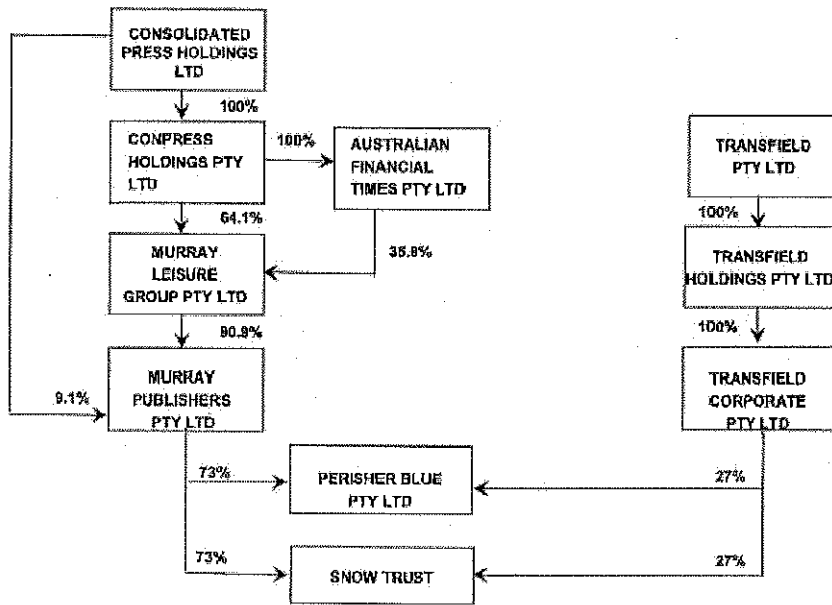 CONSOLIDATED
PRESS HOLDINGS
LTD
100%
CONPRESS
HOLDINGS PTY
LTD
100%
AUSTRALIAN
FINANCIAL
TIMES PTY LTD
TRANSFIELD
PTY LTD
64.1%
35.9%
100%
MURRAY
LEISURE
GROUP PTY LTD
TRANSFIELD
HOLDINGS PTY LTD
90.9%
100%
MURRAY
PUBLISHERS
PTY LTD
9.1%
TRANSFIELD
CORPORATE
PTY LTD
73%
PERISHER BLUE
PTY LTD
27%
73%
SNOW TRUST
27%